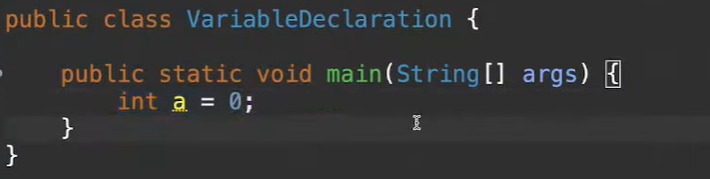 public class VariableDeclaration {
public static void main(String[] args) {
int a = 0;
}
}